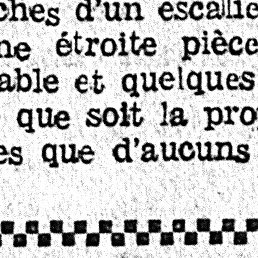 ches d'un escalie
ne étroite pièce
able et quelques
que soit la pro
es que d'aucuns